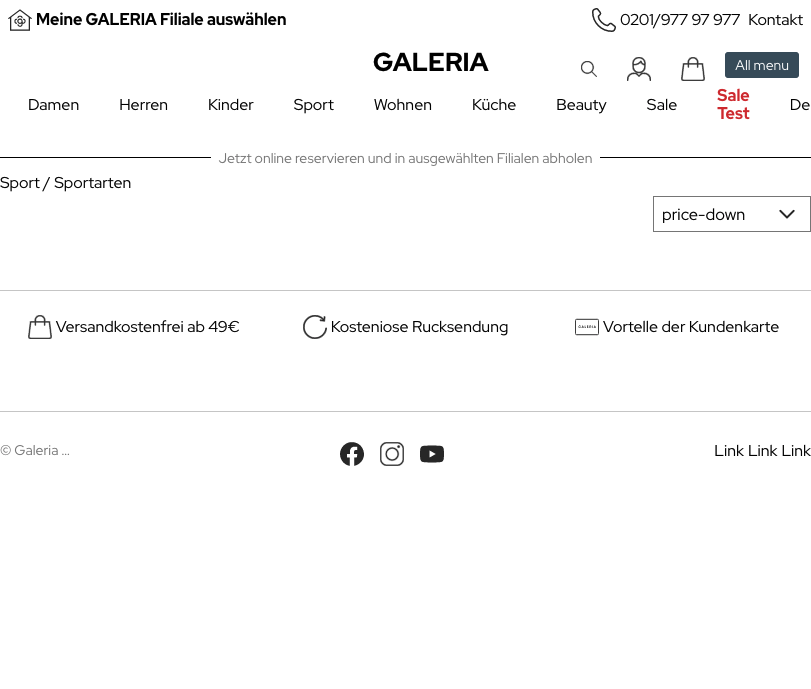 Meine GALERIA Filiale auswählen
0201/977 97 977 Kontakt
GALERIA
All menu
Damen Herren Kinder Sport Wohnen Küche Beauty Sale Sale Test De
Jetzt online reservieren und in ausgewählten Filialen abholen
Sport / Sportarten
price-down
Versandkostenfrei ab 49€
Kosteniose Rucksendung
GALERIA
Vortelle der Kundenkarte
© Galeria ...
Link Link Link